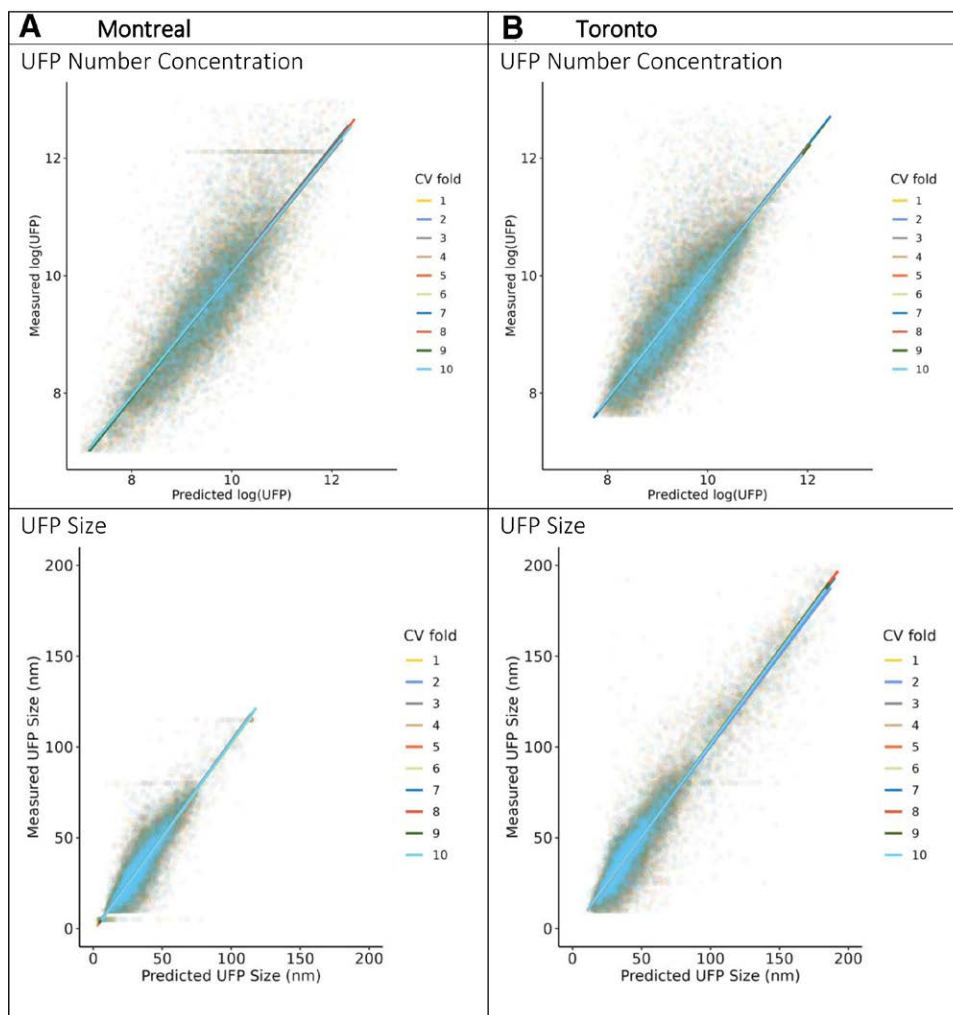 A Montreal
UFP Number Concentration
Measured log(UFP)
12
10
8
8 10 12
Predicted log(UFP)
CV fold
1
2
3
4
5
6
7
8
9
10
B Toronto
UFP Number Concentration
Measured log(UFP)
12
10
8
8 10 12
Predicted log(UFP)
CV fold
1
2
3
4
5
6
7
8
9
10
UFP Size
Measured UFP Size (nm)
200
150
100
50
0
0 50 100 150 200
Predicted UFP Size (nm)
CV fold
1
2
3
4
5
6
7
8
9
10
UFP Size
Measured UFP Size (nm)
200
150
100
50
0
0 50 100 150 200
Predicted UFP Size (nm)
CV fold
1
2
3
4
5
6
7
8
9
10